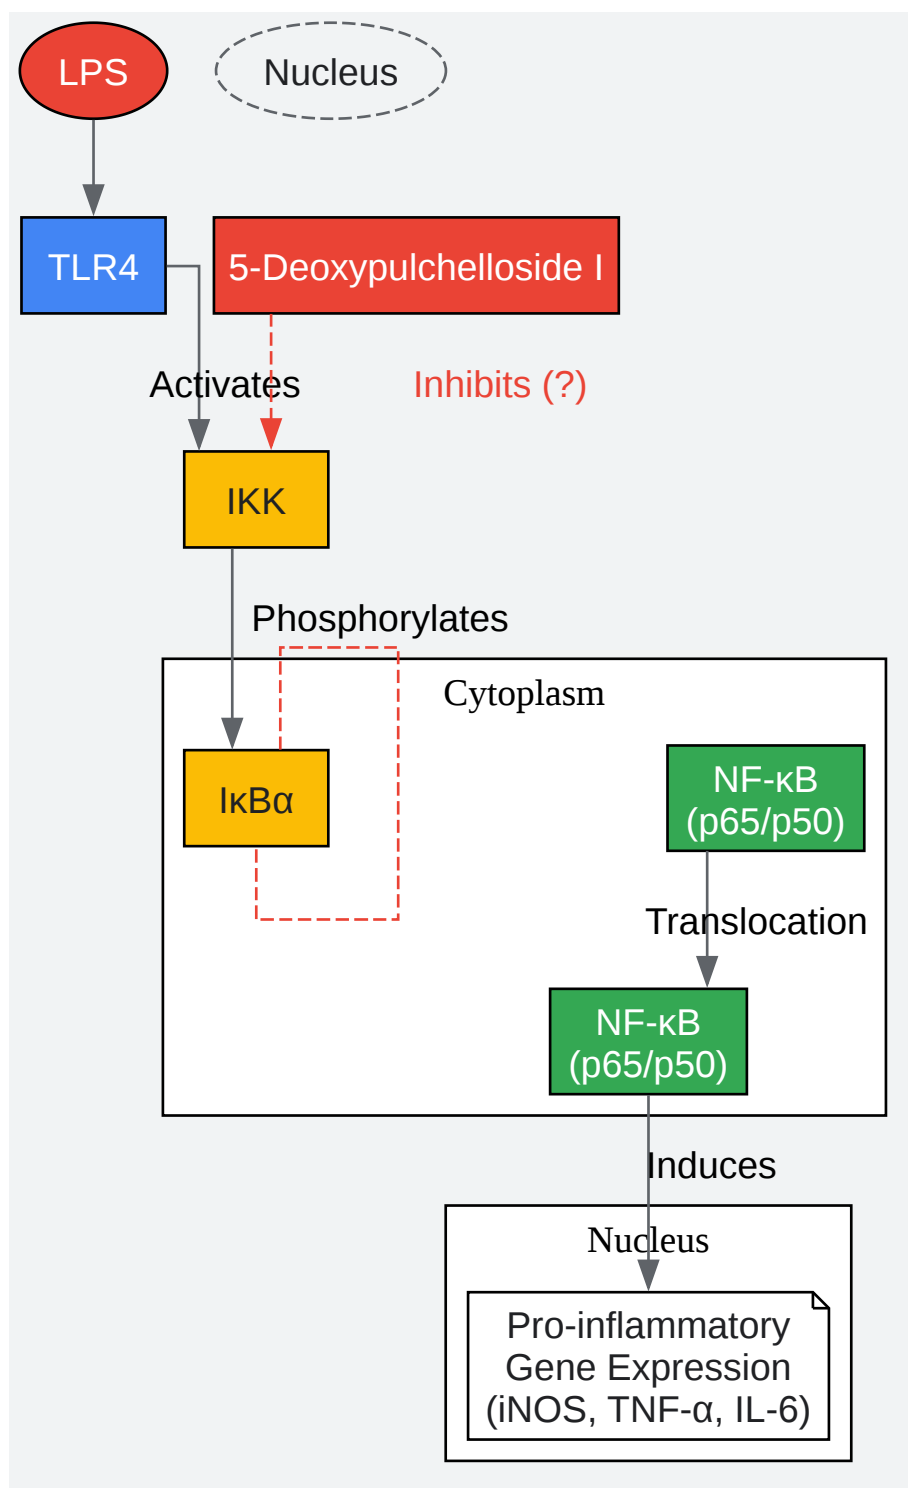 LPS
Nucleus
TLR4
5-Deoxypulchelloside I
Activates
Inhibits (?)
IKK
Phosphorylates
Cytoplasm
IκBα
NF-κB
(p65/p50)
Translocation
NF-κB
(p65/p50)
Induces
Nucleus
Pro-inflammatory
Gene Expression
(iNOS, TNF-α, IL-6)